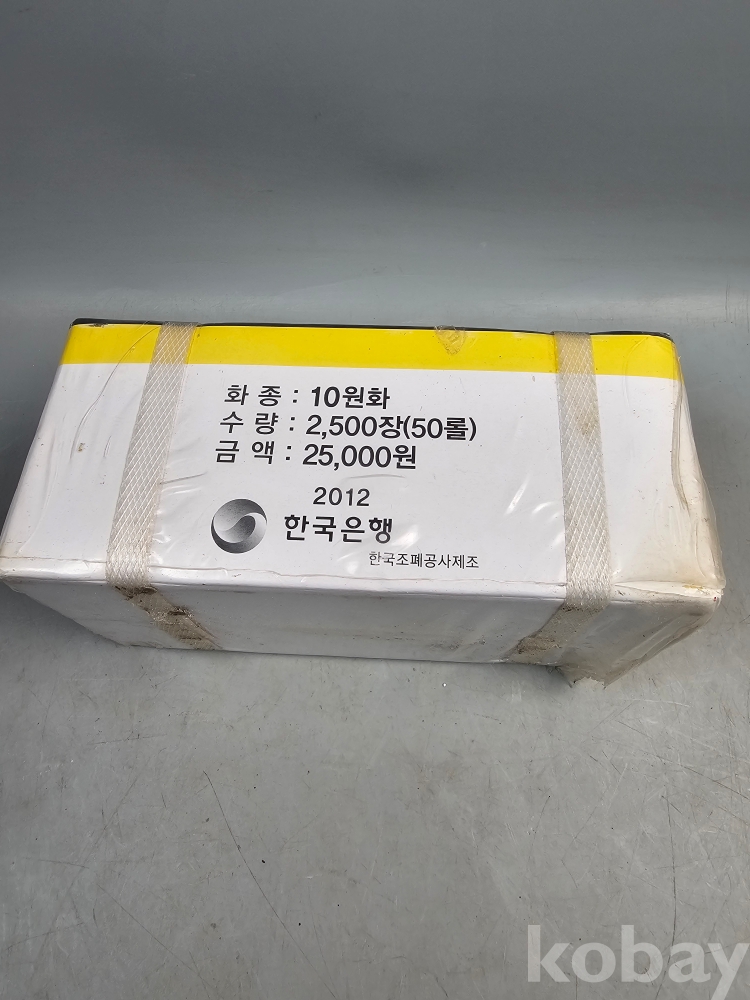 화 종 : 10원화
수 량 : 2,500장(50롤)
금 액 : 25,000원
2012
한국은행
한국조폐공사제조
kobay